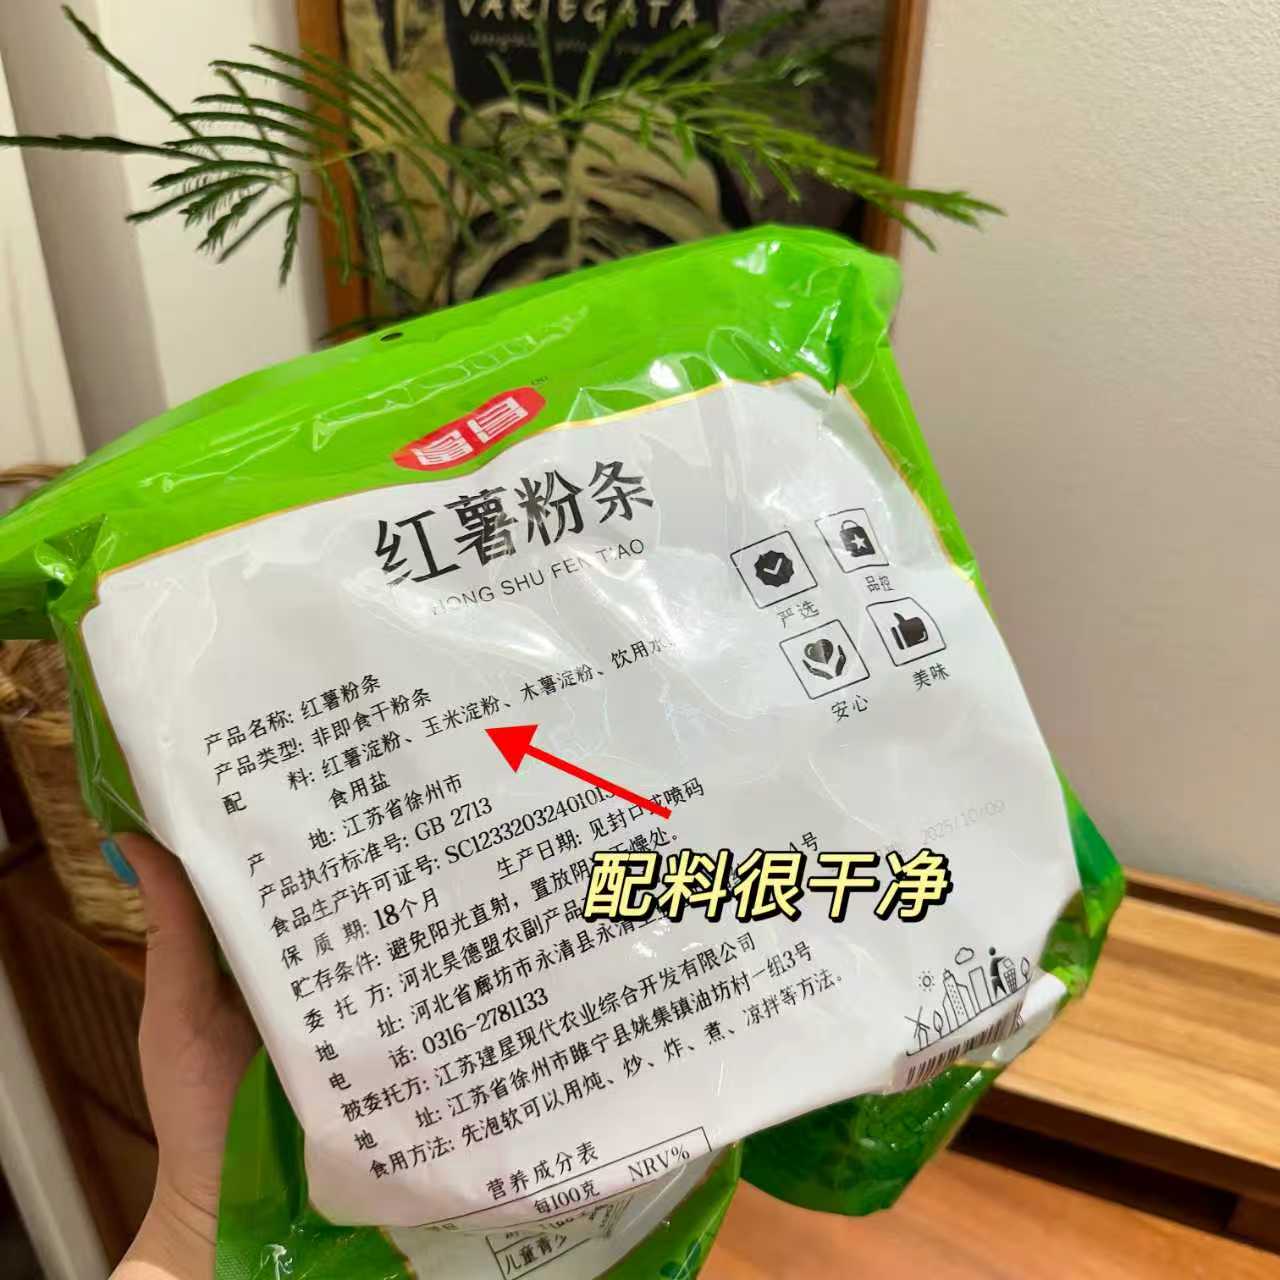 VARIEGATA
红薯粉条
HONG SHU FEN TIAO
严选
品控
安心
美味
产品名称: 红薯粉条
产品类型: 非即食干粉条
配 料: 红薯淀粉、玉米淀粉、木薯淀粉、饮用水、
食用盐
产 地: 江苏省徐州市
产品执行标准号: GB 2713
食品生产许可证号: SC12332032401015
保 质 期: 18个月 生产日期: 见封口或喷码
贮存条件: 避免阳光直射，置放阴 干燥处。
委 托 方: 河北昊德盟农副产品
地 址: 河北省廊坊市永清县永清 号
电 话: 0316-2781133
被委托方: 江苏建星现代农业综合开发有限公司
地 址: 江苏省徐州市睢宁县姚集镇油坊村一组3号
食用方法: 先泡软可以用炖、炒、炸、煮、凉拌等方法。
营养成分表
每100克 NRV%
儿童青少
2025/10/09
配料很干净